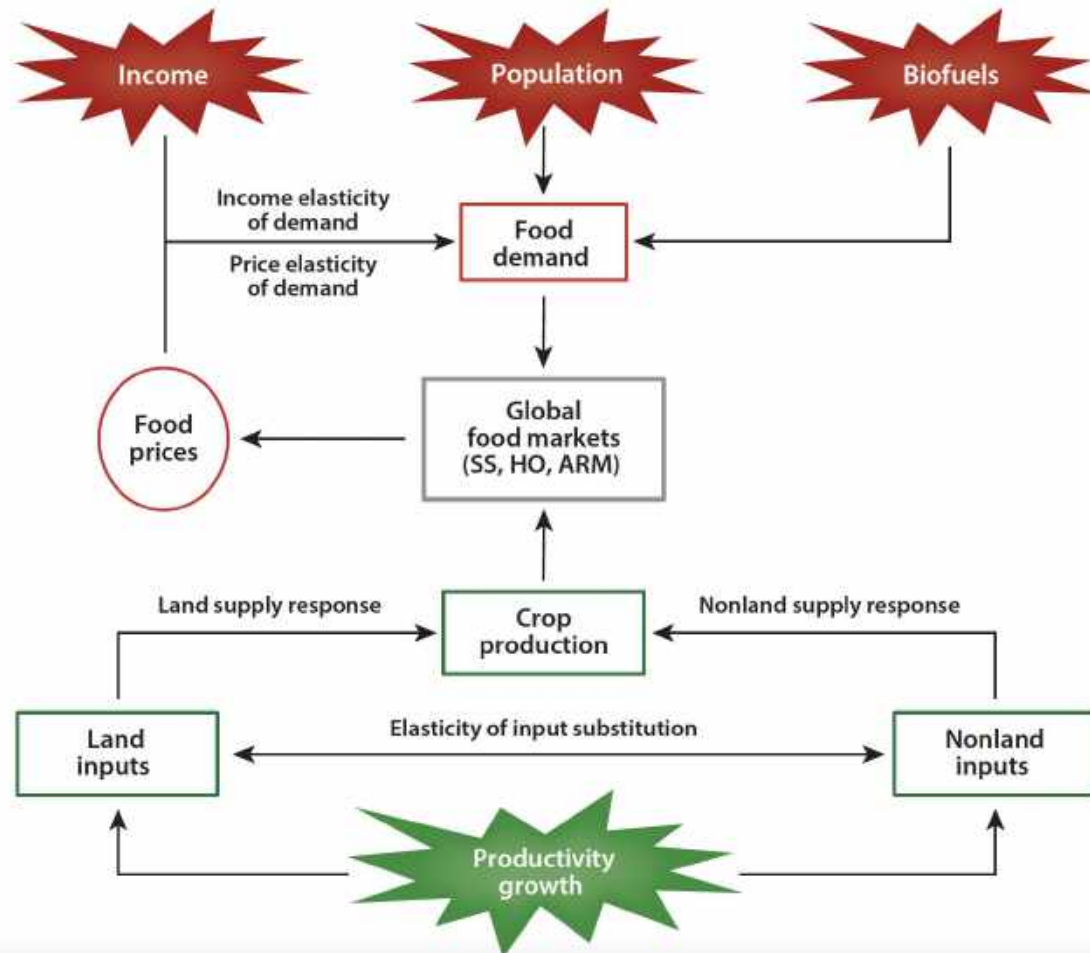 Income
Population
Biofuels
Income elasticity
of demand
Price elasticity
of demand
Food
demand
Food
prices
Global
food markets
(SS, HO, ARM)
Land supply response
Crop
production
Nonland supply response
Land
inputs
Elasticity of input substitution
Nonland
inputs
Productivity
growth